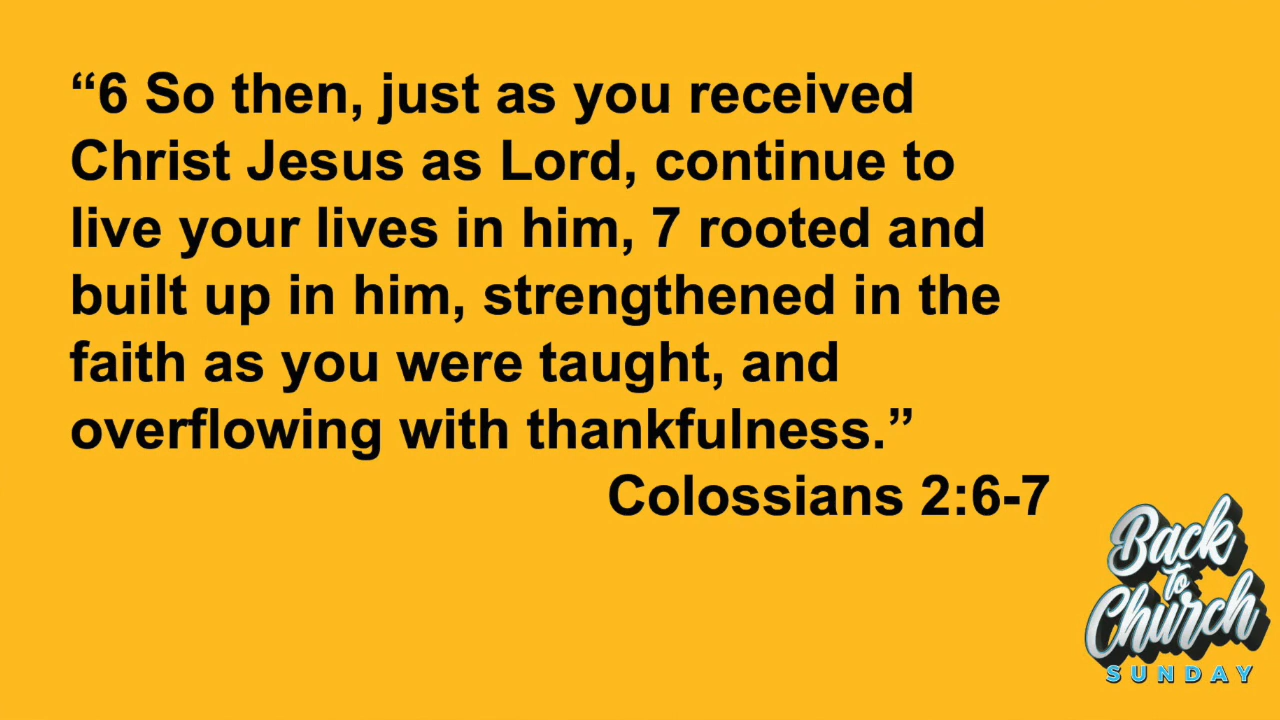 “6 So then, just as you received
Christ Jesus as Lord, continue to
live your lives in him, 7 rooted and
built up in him, strengthened in the
faith as you were taught, and
overflowing with thankfulness.”
Colossians 2:6-7
Back
to
Church
SUNDAY